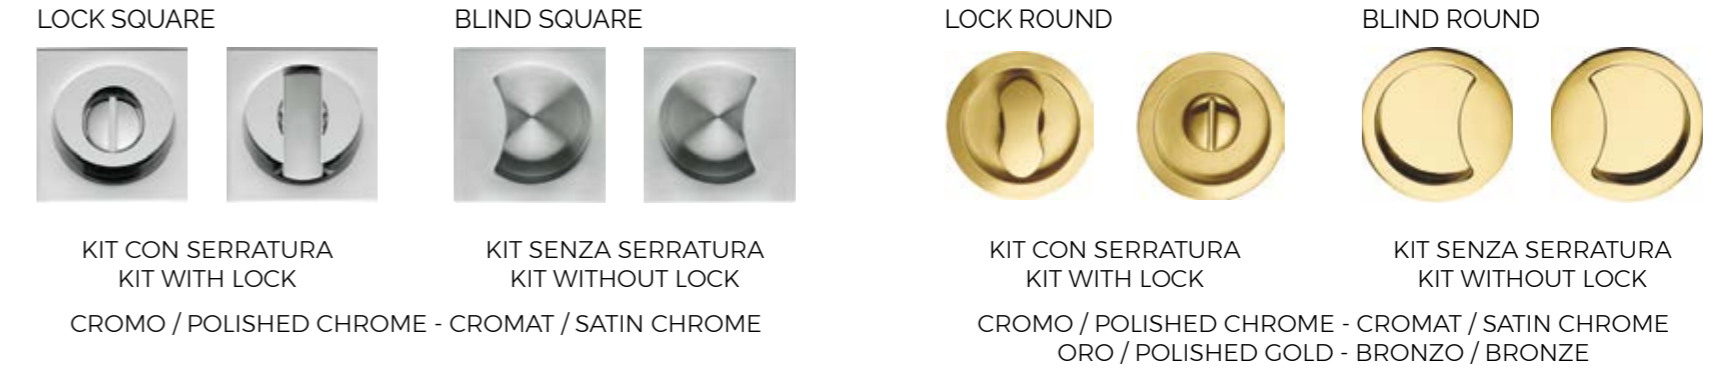 LOCK SQUARE
BLIND SQUARE
LOCK ROUND
BLIND ROUND
KIT CON SERRATURA
KIT WITH LOCK
KIT SENZA SERRATURA
KIT WITHOUT LOCK
CROMO / POLISHED CHROME - CROMAT / SATIN CHROME
KIT CON SERRATURA
KIT WITH LOCK
KIT SENZA SERRATURA
KIT WITHOUT LOCK
CROMO / POLISHED CHROME - CROMAT / SATIN CHROME
ORO / POLISHED GOLD - BRONZO / BRONZE